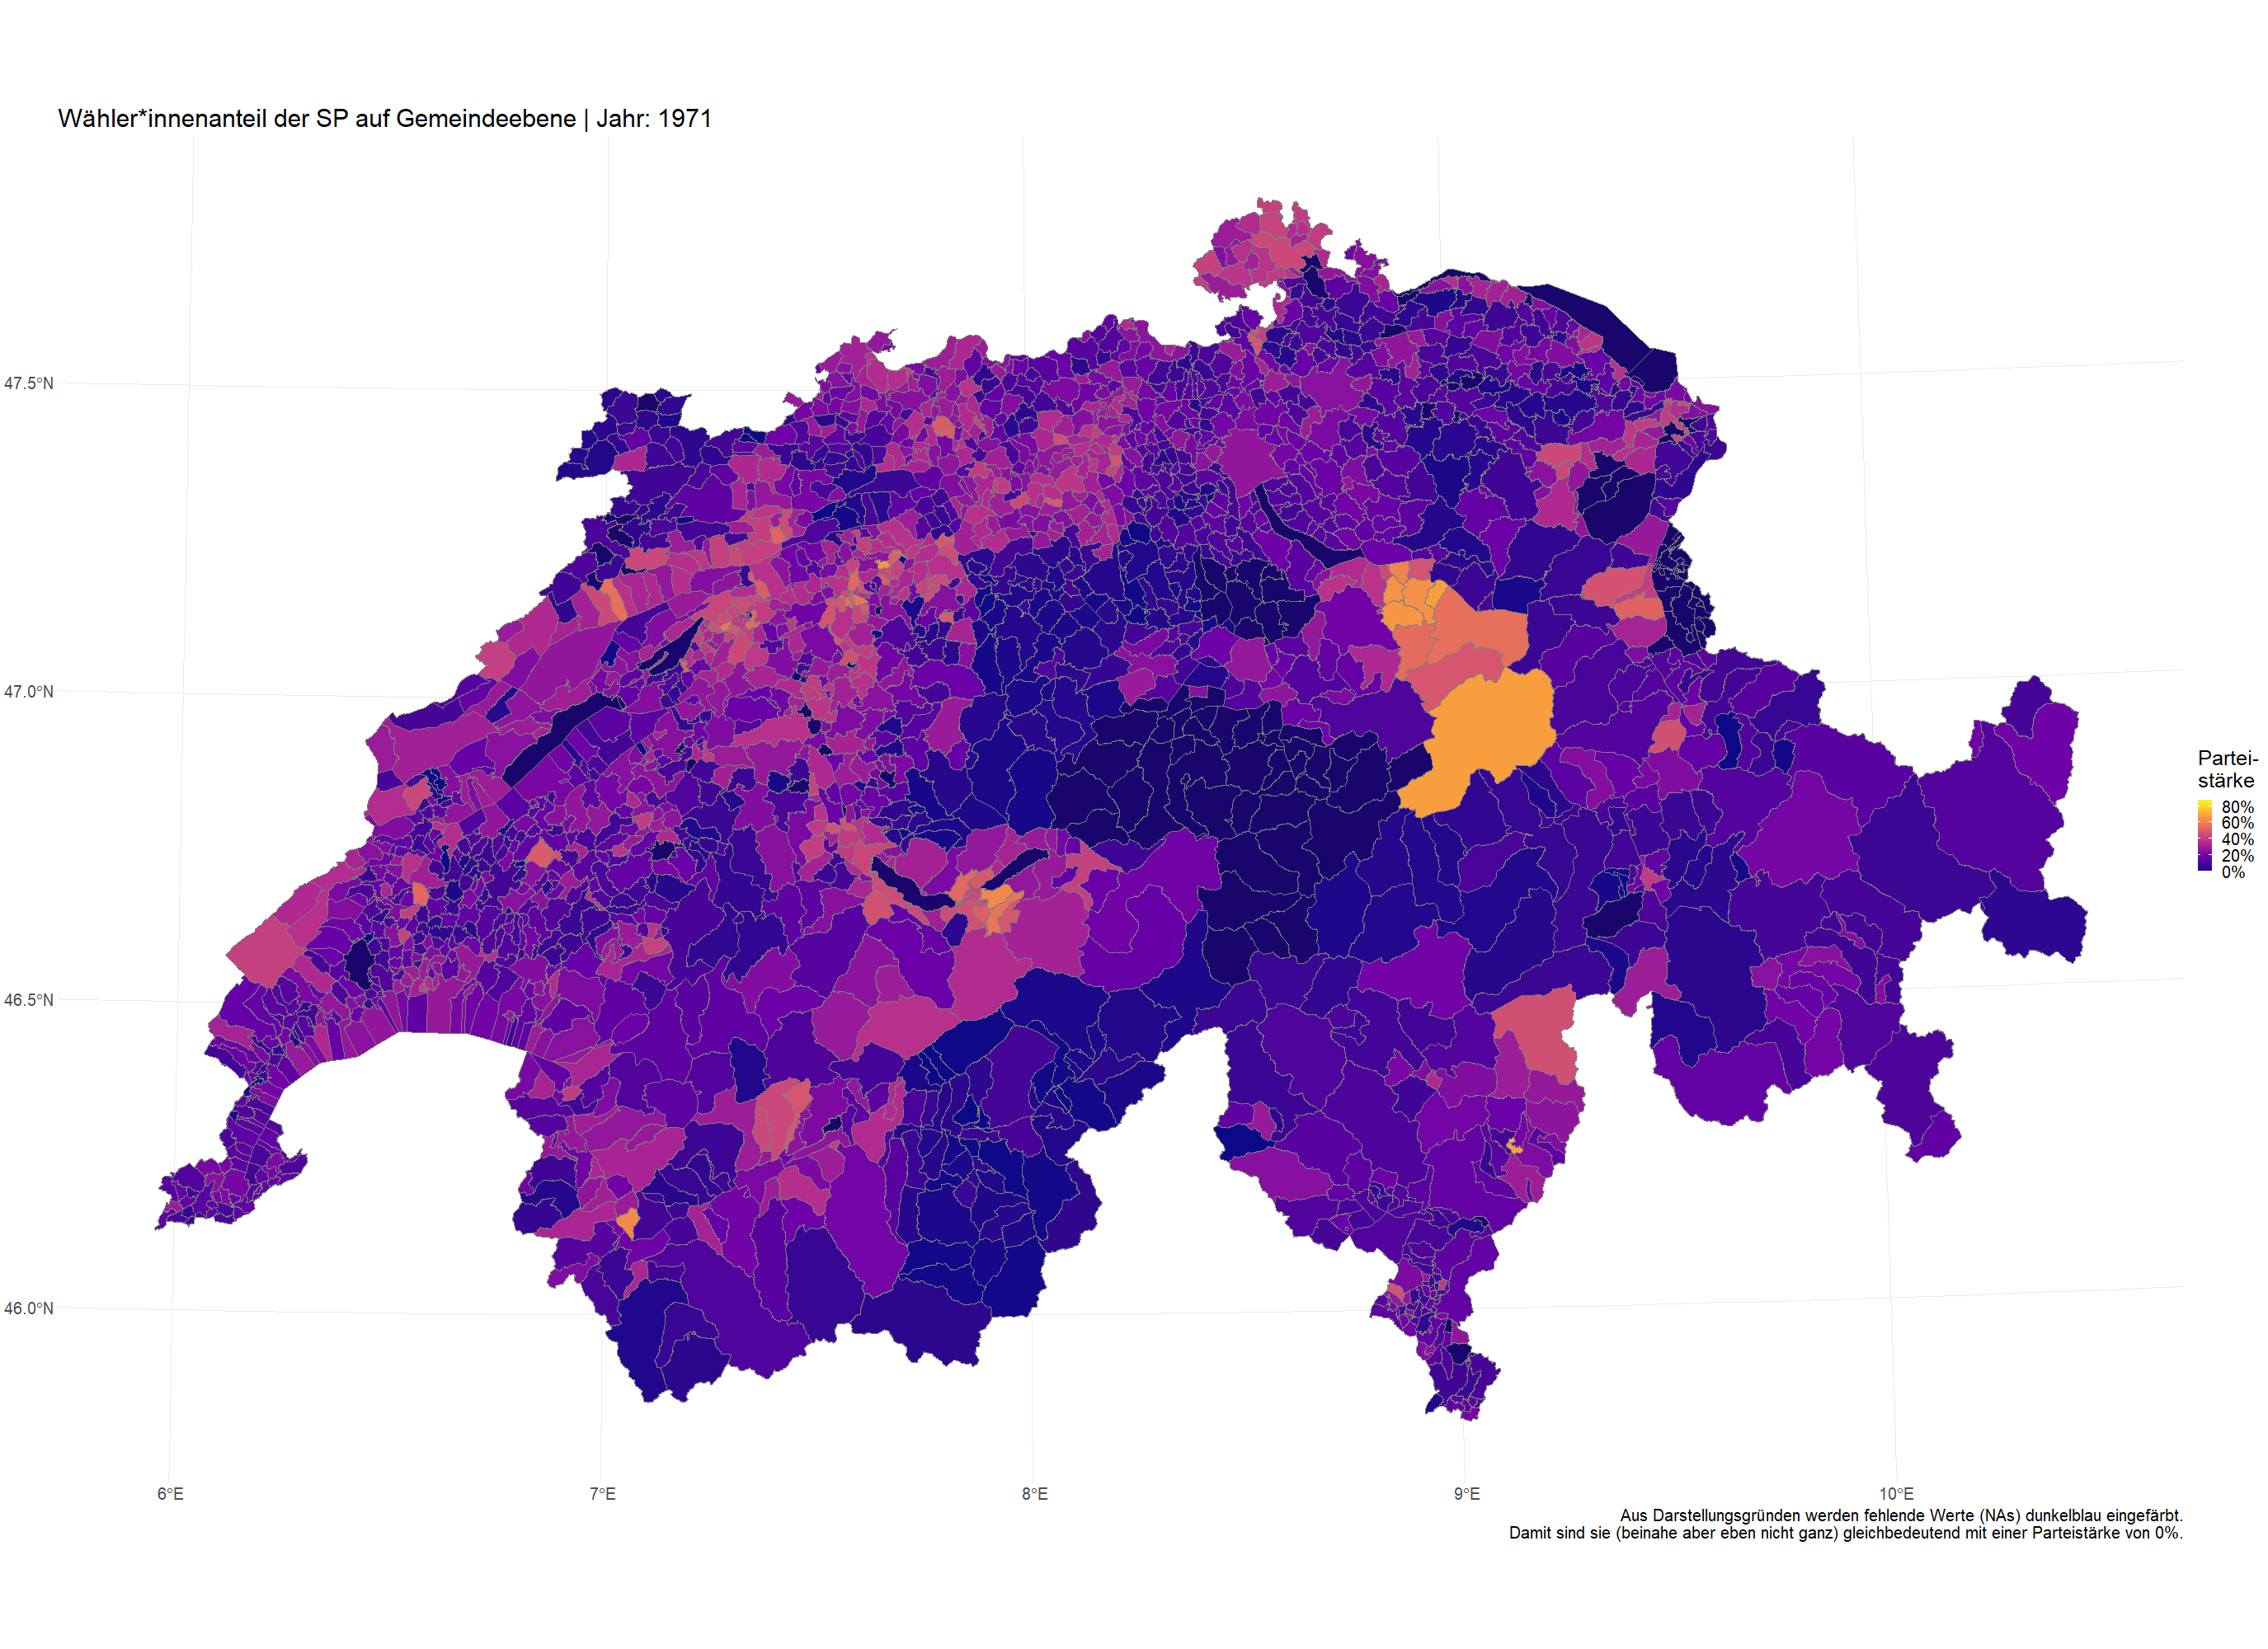 Wähler*innenanteil der SP auf Gemeindeebene | Jahr: 1971
47.5°N
47.0°N
46.5°N
46.0°N
6°E
7°E
8°E
9°E
10°E
Partei-
stärke
80%
60%
40%
20%
0%
Aus Darstellungsgründen werden fehlende Werte (NAs) dunkelblau eingefärbt.
Damit sind sie (beinahe aber eben nicht ganz) gleichbedeutend mit einer Parteistärke von 0%.